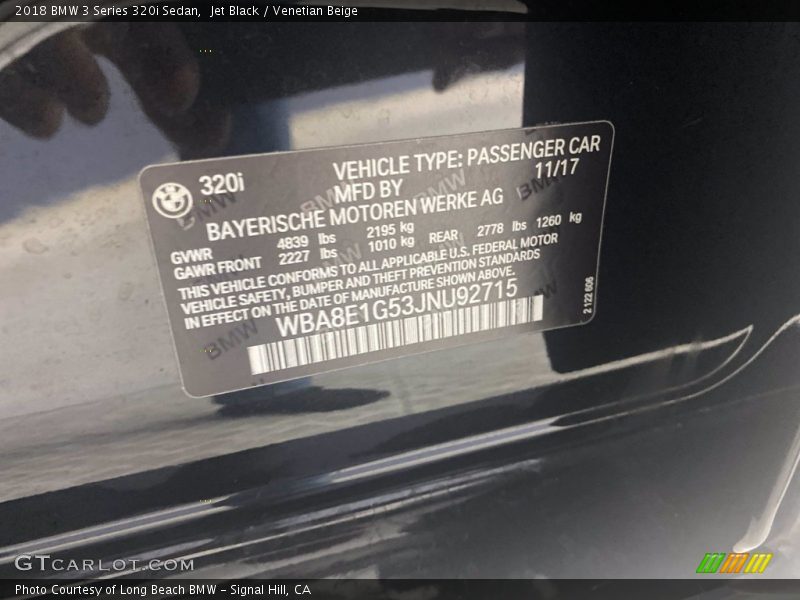 2018 BMW 3 Series 320i Sedan, Jet Black / Venetian Beige
320i VEHICLE TYPE: PASSENGER CAR
MFD BY 11/17
BAYERISCHE MOTOREN WERKE AG
GVWR 4839 lbs 2195 kg
GAWR FRONT 2227 lbs 1010 kg REAR 2778 lbs 1260 kg
THIS VEHICLE CONFORMS TO ALL APPLICABLE U.S. FEDERAL MOTOR
VEHICLE SAFETY, BUMPER AND THEFT PREVENTION STANDARDS
IN EFFECT ON THE DATE OF MANUFACTURE SHOWN ABOVE.
WBA8E1G53JNU92715
2 122 606
GTCARLOT.COM
Photo Courtesy of Long Beach BMW – Signal Hill, CA